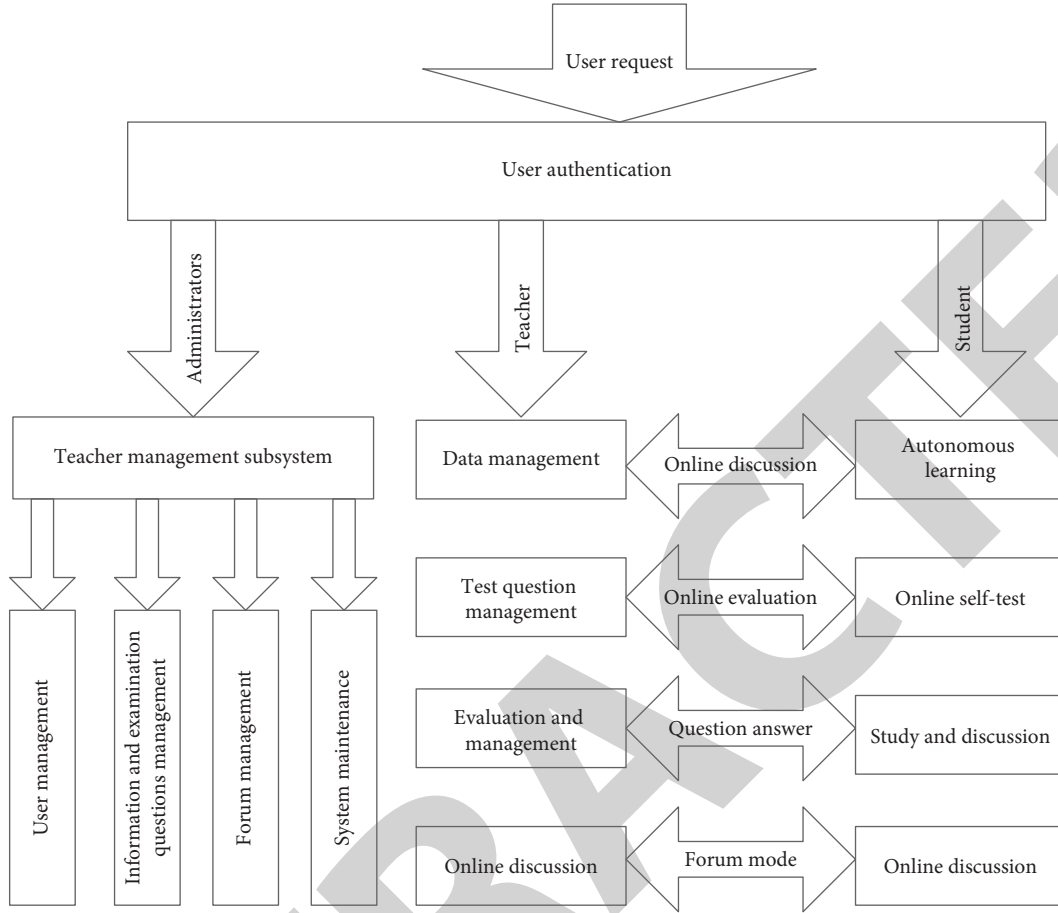 User request
User authentication
Administrators
Teacher
Student
Teacher management subsystem
User management
Information and examination
questions management
Forum management
System maintenance
Data management
Online discussion
Autonomous
learning
Test question
management
Online evaluation
Online self-test
Evaluation and
management
Question answer
Study and discussion
Online discussion
Forum mode
Online discussion
RACTE